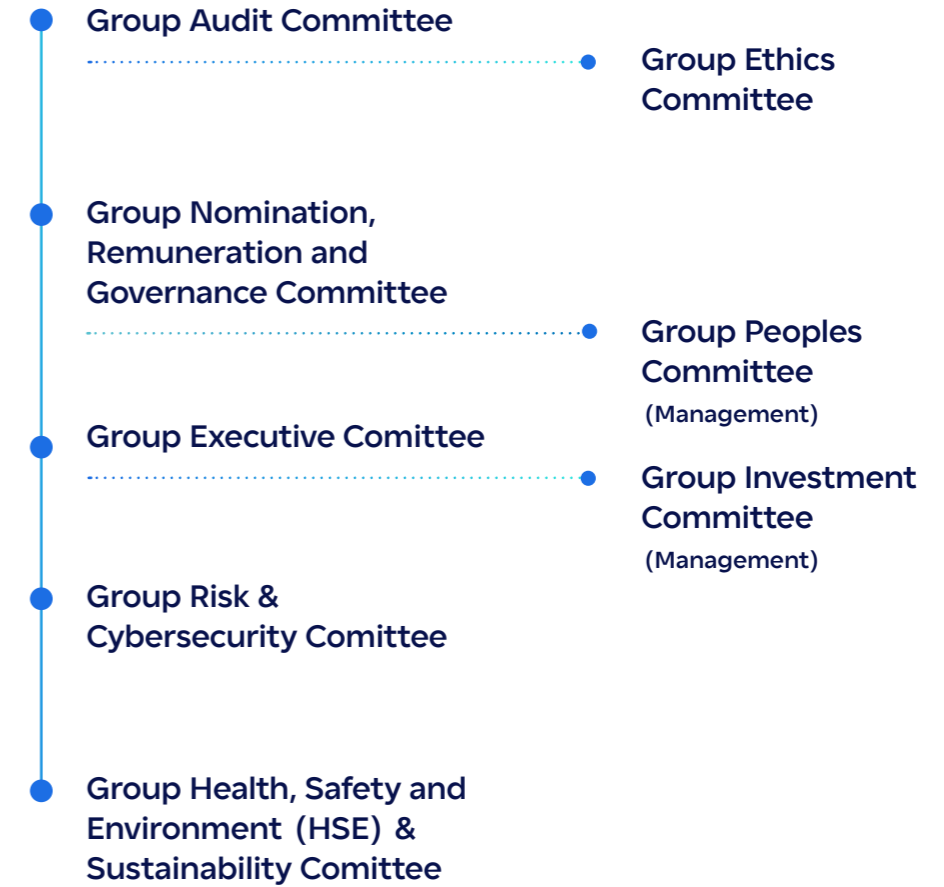 Group Audit Committee
Group Ethics
Committee
Group Nomination,
Remuneration and
Governance Committee
Group Peoples
Committee
(Management)
Group Executive Comittee
Group Investment
Committee
(Management)
Group Risk &
Cybersecurity Comittee
Group Health, Safety and
Environment (HSE) &
Sustainability Comittee